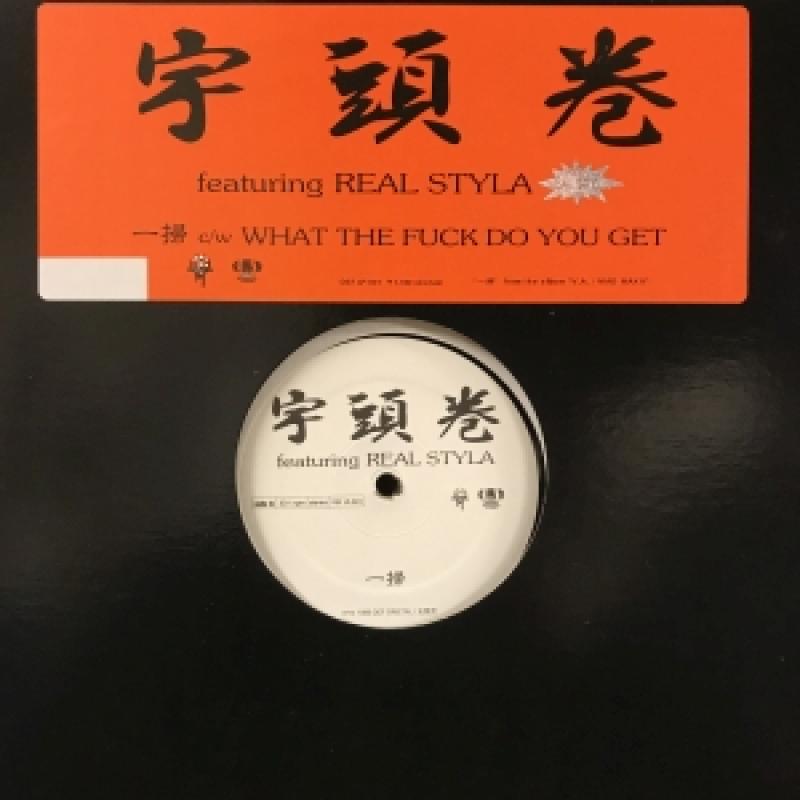 宇頭巻
featuring REAL STYLA
一掃 c/w WHAT THE FUCK DO YOU GET
宇頭巻
featuring REAL STYLA
一掃